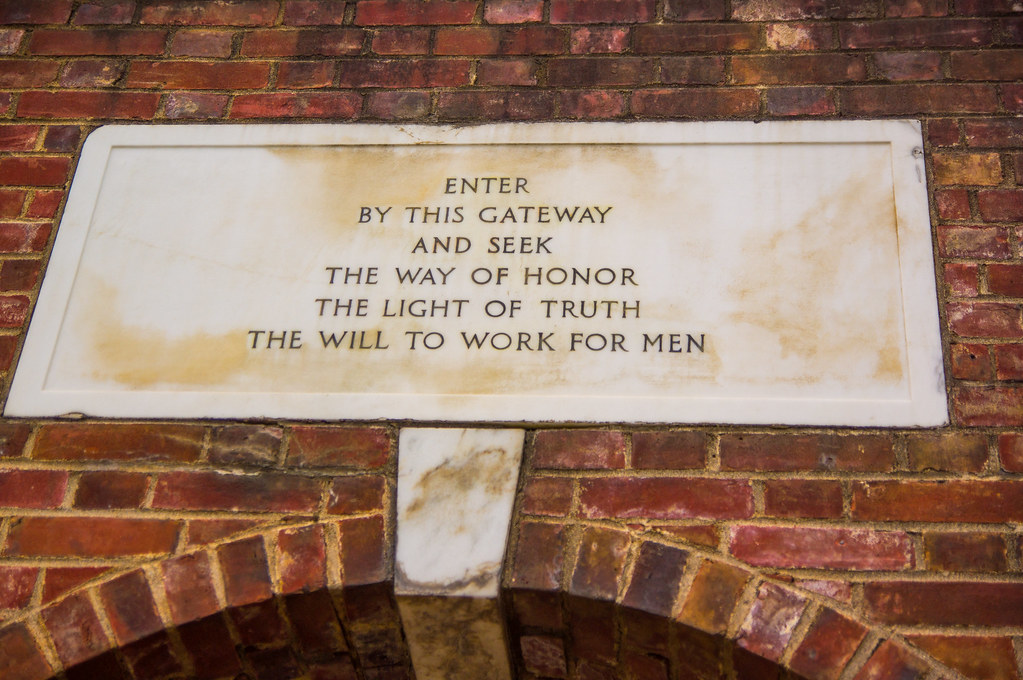 ENTER
BY THIS GATEWAY
AND SEEK
THE WAY OF HONOR
THE LIGHT OF TRUTH
THE WILL TO WORK FOR MEN